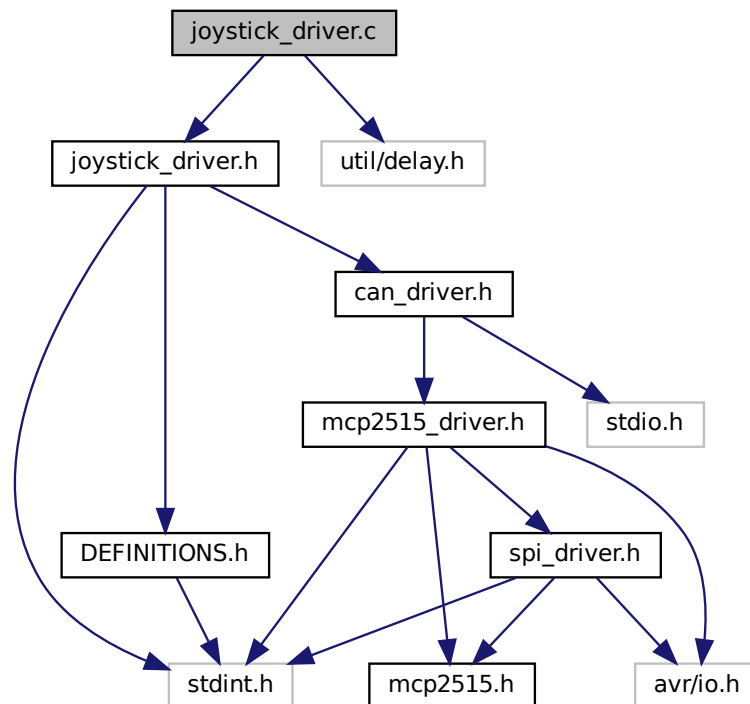 joystick_driver.c
joystick_driver.h
util/delay.h
can_driver.h
mcp2515_driver.h
stdio.h
DEFINITIONS.h
spi_driver.h
stdint.h
mcp2515.h
avr/io.h